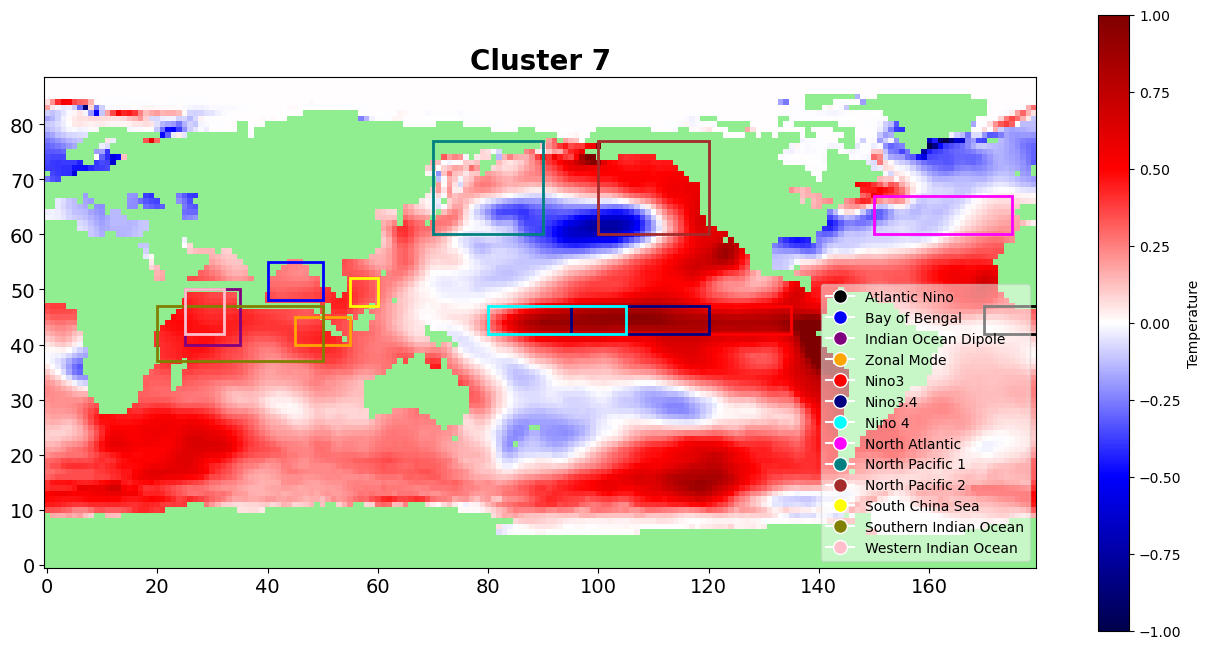 Cluster 7
80
70
60
50
40
30
20
10
0
0 20 40 60 80 100 120 140 160
Atlantic Nino
Bay of Bengal
Indian Ocean Dipole
Zonal Mode
Nino3
Nino3.4
Nino 4
North Atlantic
North Pacific 1
North Pacific 2
South China Sea
Southern Indian Ocean
Western Indian Ocean
1.00
0.75
0.50
0.25
0.00
−0.25
−0.50
−0.75
−1.00
Temperature